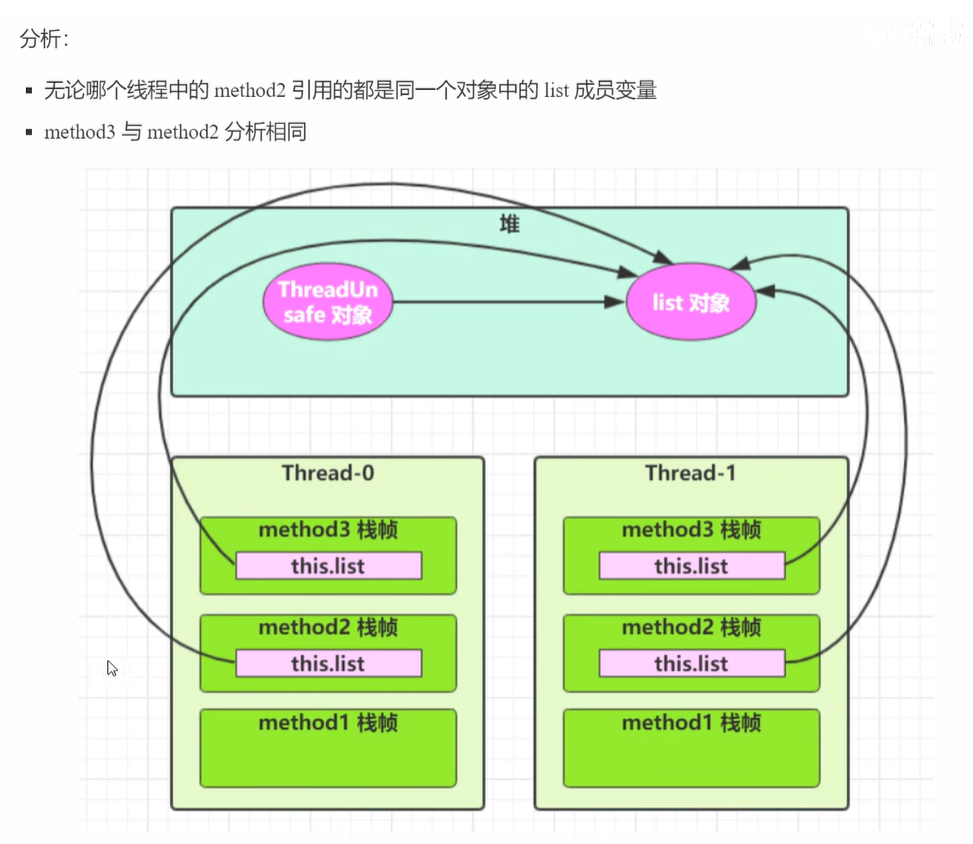 分析：
▪ 无论哪个线程中的 method2 引用的都是同一个对象中的 list 成员变量
▪ method3 与 method2 分析相同
堆
ThreadUn
safe 对象
list 对象
Thread-0
method3 栈帧
this.list
method2 栈帧
this.list
method1 栈帧
Thread-1
method3 栈帧
this.list
method2 栈帧
this.list
method1 栈帧